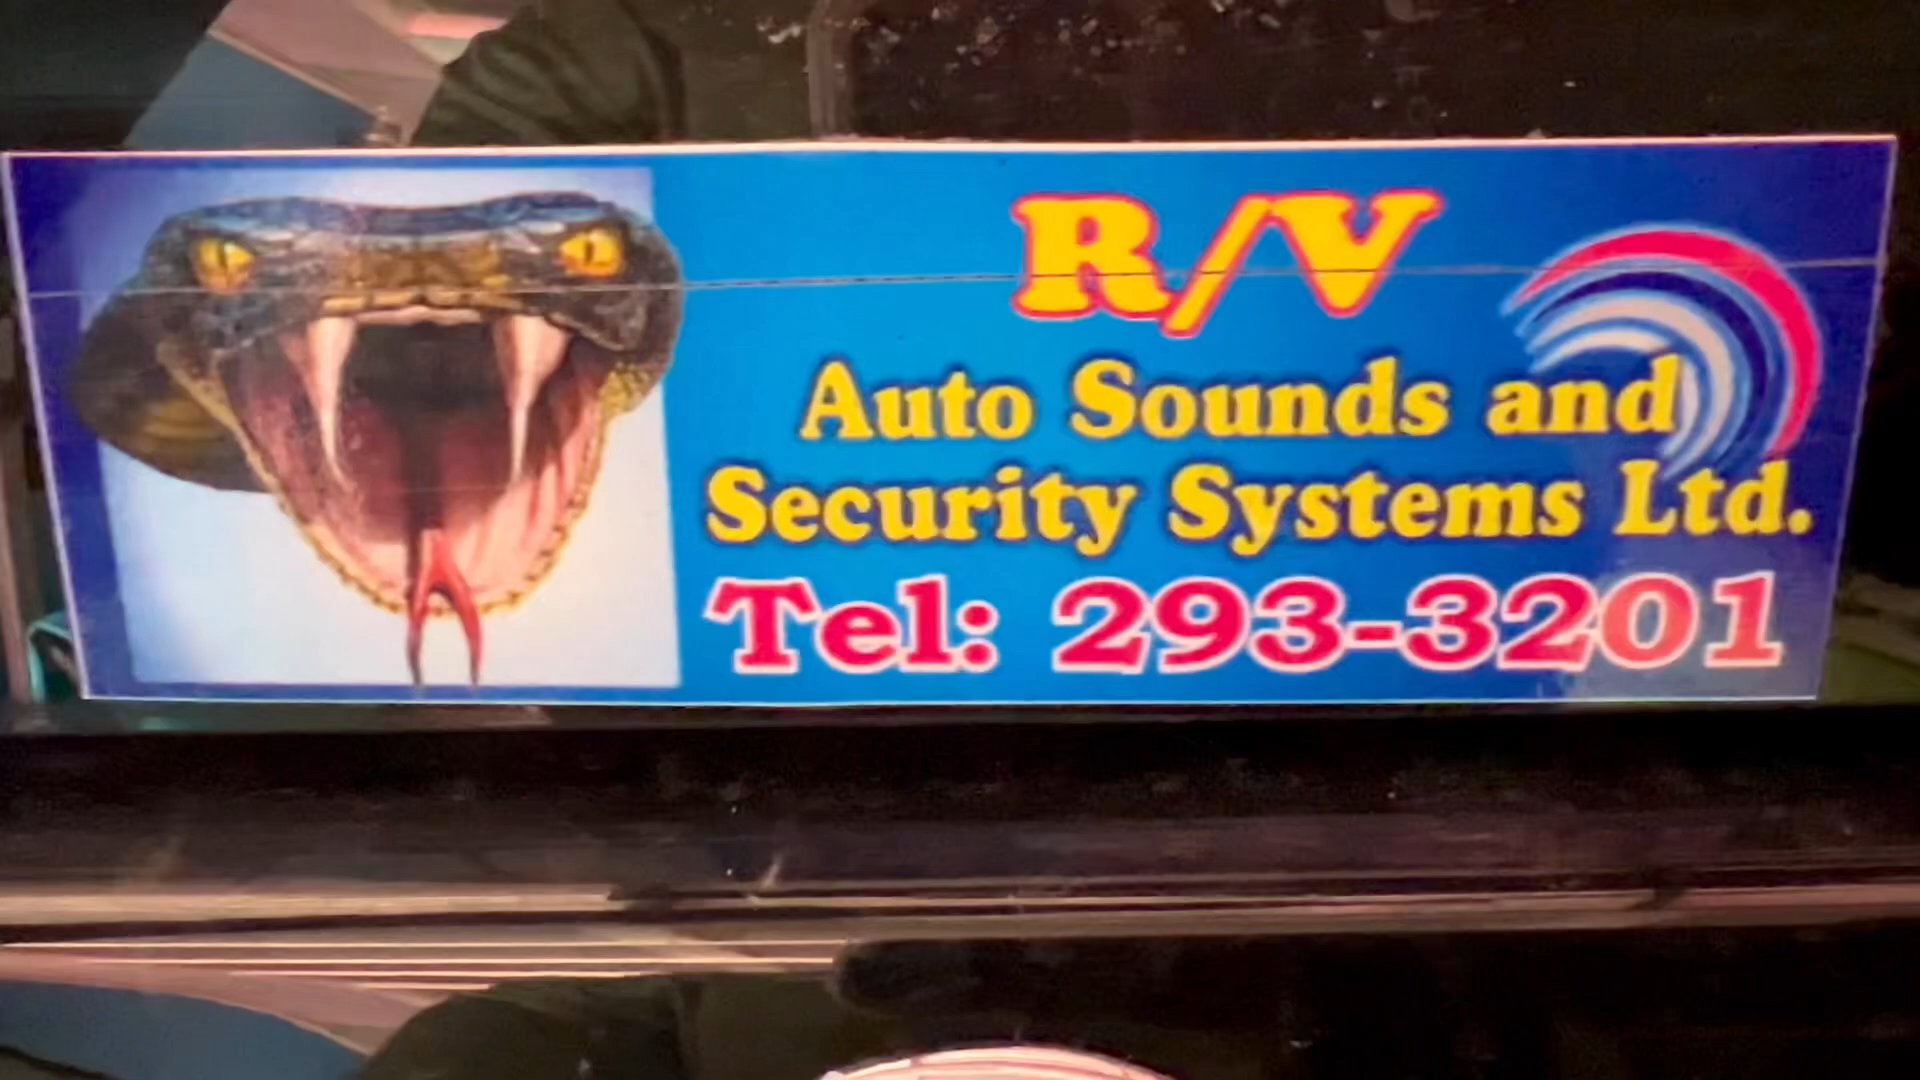 R/V
Auto Sounds and
Security Systems Ltd.
Tel: 293-3201